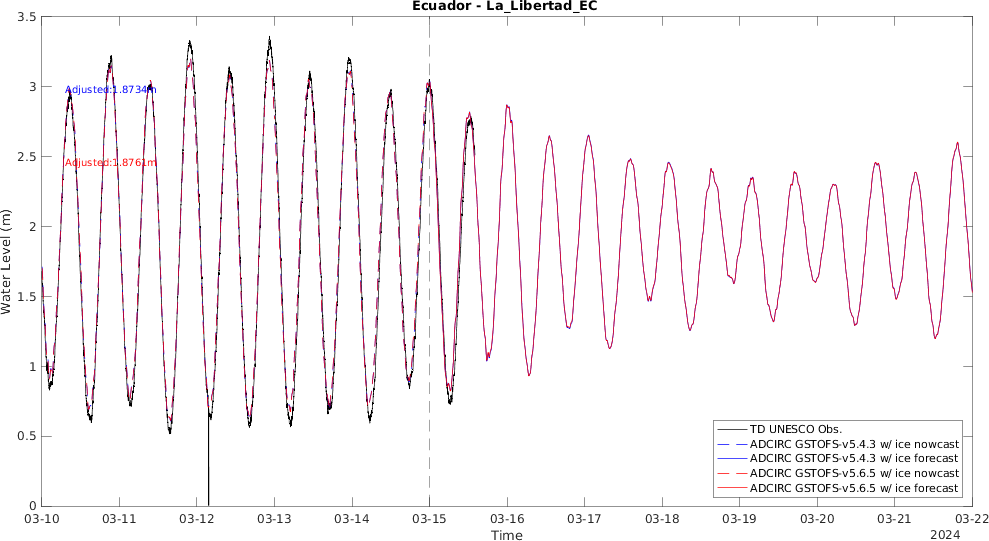 Ecuador - La_Libertad_EC
Water Level (m)
3.5
3
2.5
2
1.5
1
0.5
0
Adjusted:1.8734m
Adjusted:1.8761m
TD UNESCO Obs.
ADCIRC GSTOFS-v5.4.3 w/ ice nowcast
ADCIRC GSTOFS-v5.4.3 w/ ice forecast
ADCIRC GSTOFS-v5.6.5 w/ ice nowcast
ADCIRC GSTOFS-v5.6.5 w/ ice forecast
03-10 03-11 03-12 03-13 03-14 03-15 03-16 03-17 03-18 03-19 03-20 03-21 03-22
Time
2024